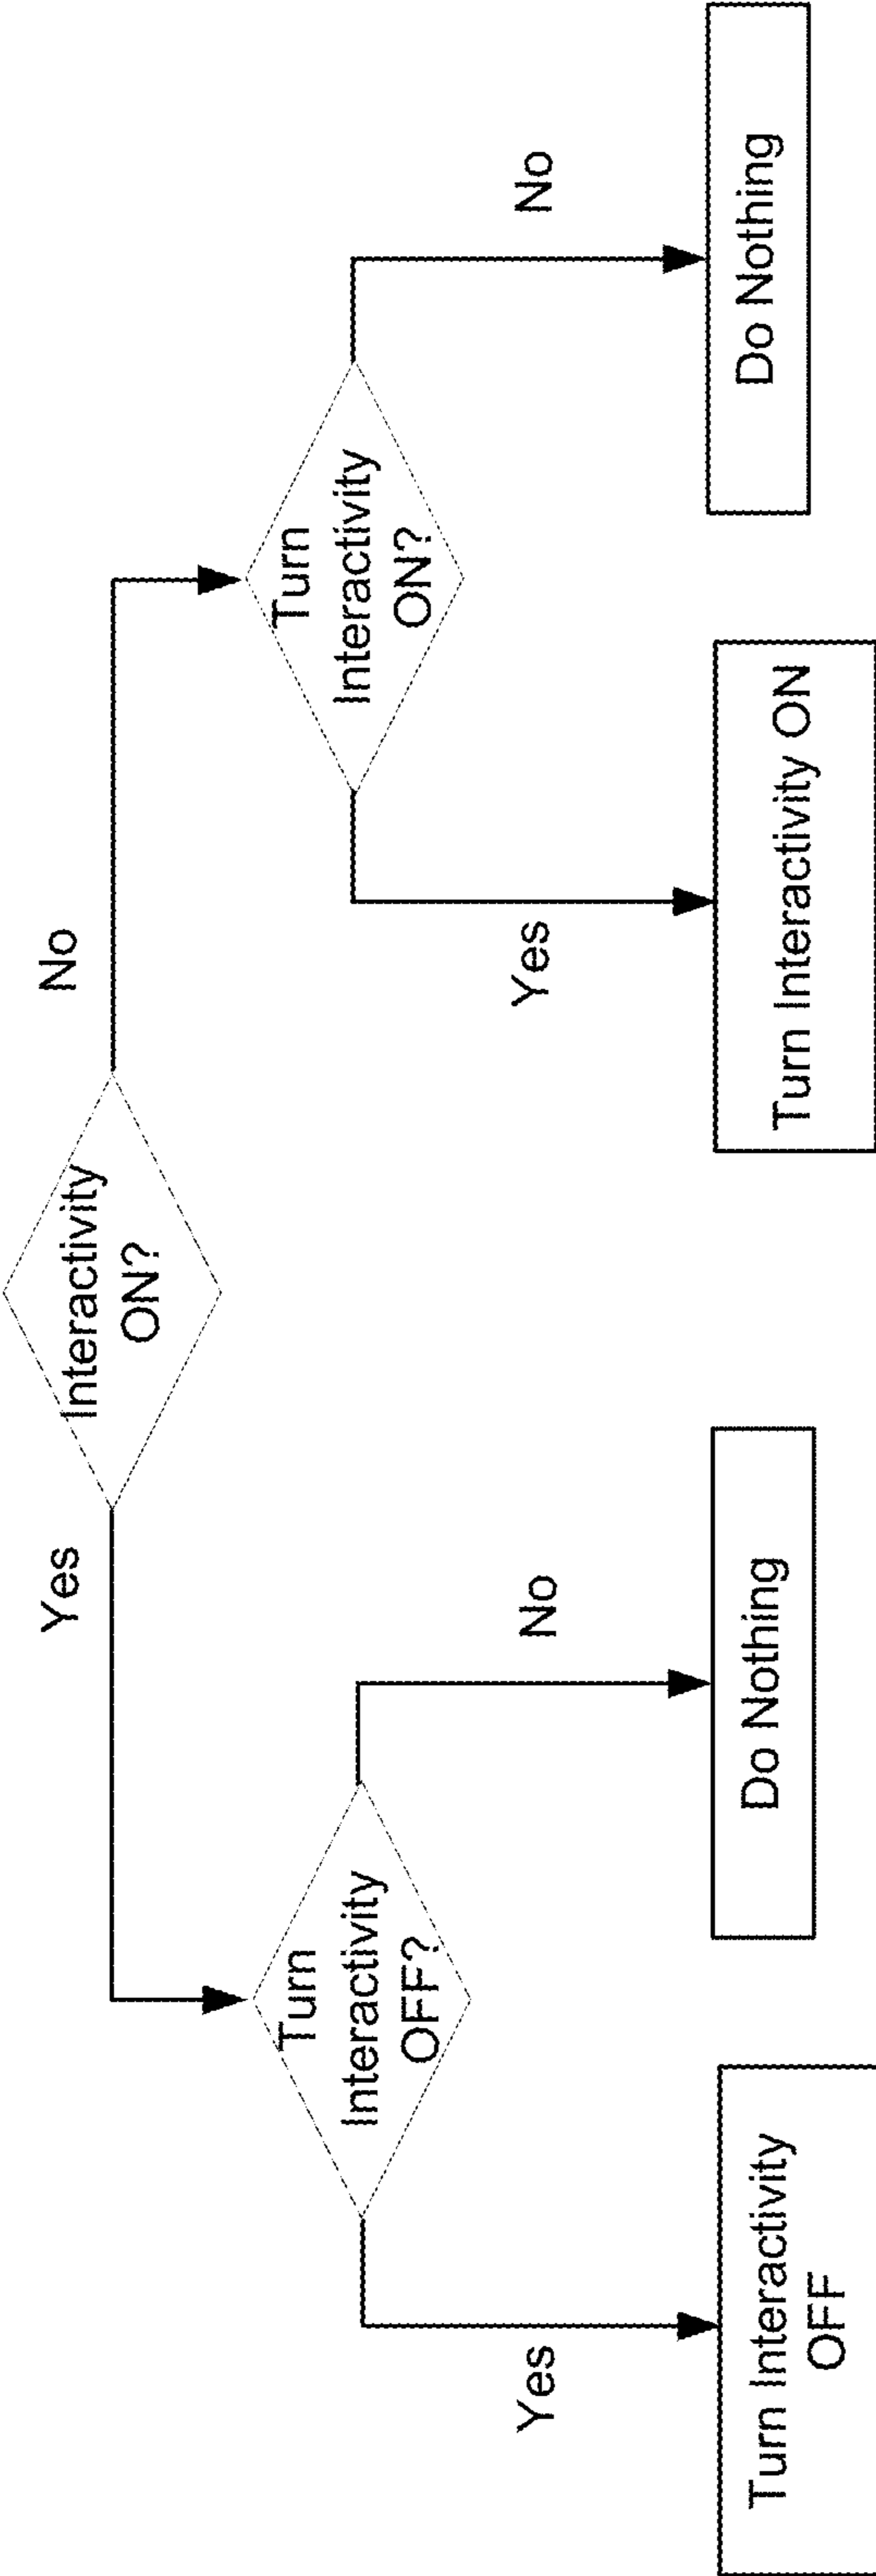 Interactivity
ON?
Yes
No
Turn
Interactivity
OFF?
Turn
Interactivity
ON?
Yes
No
Yes
No
Turn Interactivity
OFF
Do Nothing
Turn Interactivity ON
Do Nothing